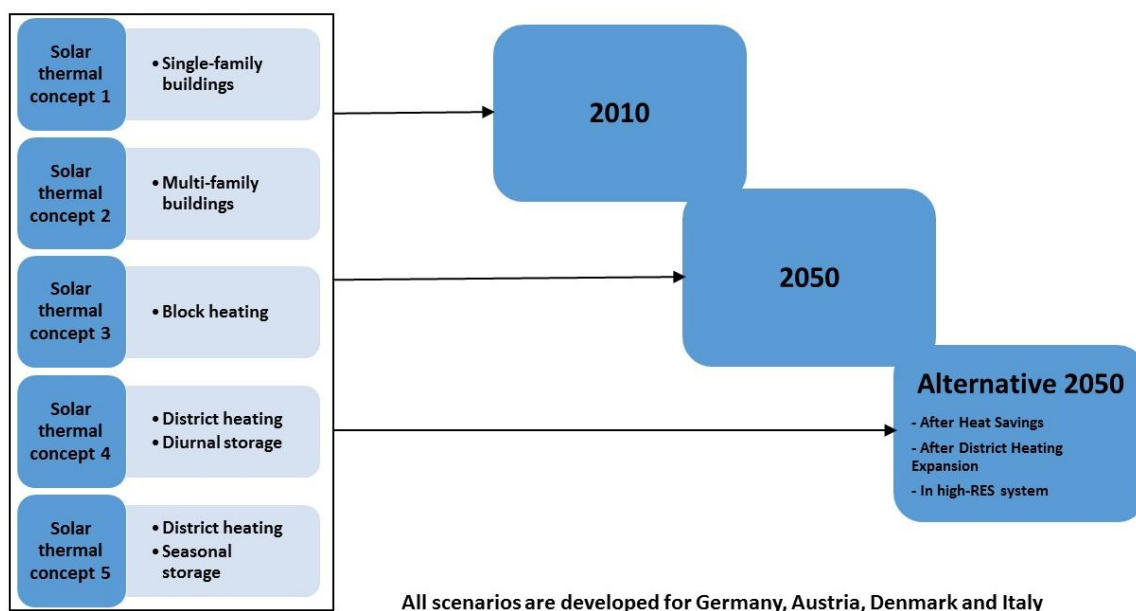 Solar
thermal
concept 1
• Single-family
buildings
Solar
thermal
concept 2
• Multi-family
buildings
Solar
thermal
concept 3
• Block heating
Solar
thermal
concept 4
• District heating
• Diurnal storage
Solar
thermal
concept 5
• District heating
• Seasonal
storage
2010
2050
Alternative 2050
- After Heat Savings
- After District Heating
Expansion
- In high-RES system
All scenarios are developed for Germany, Austria, Denmark and Italy